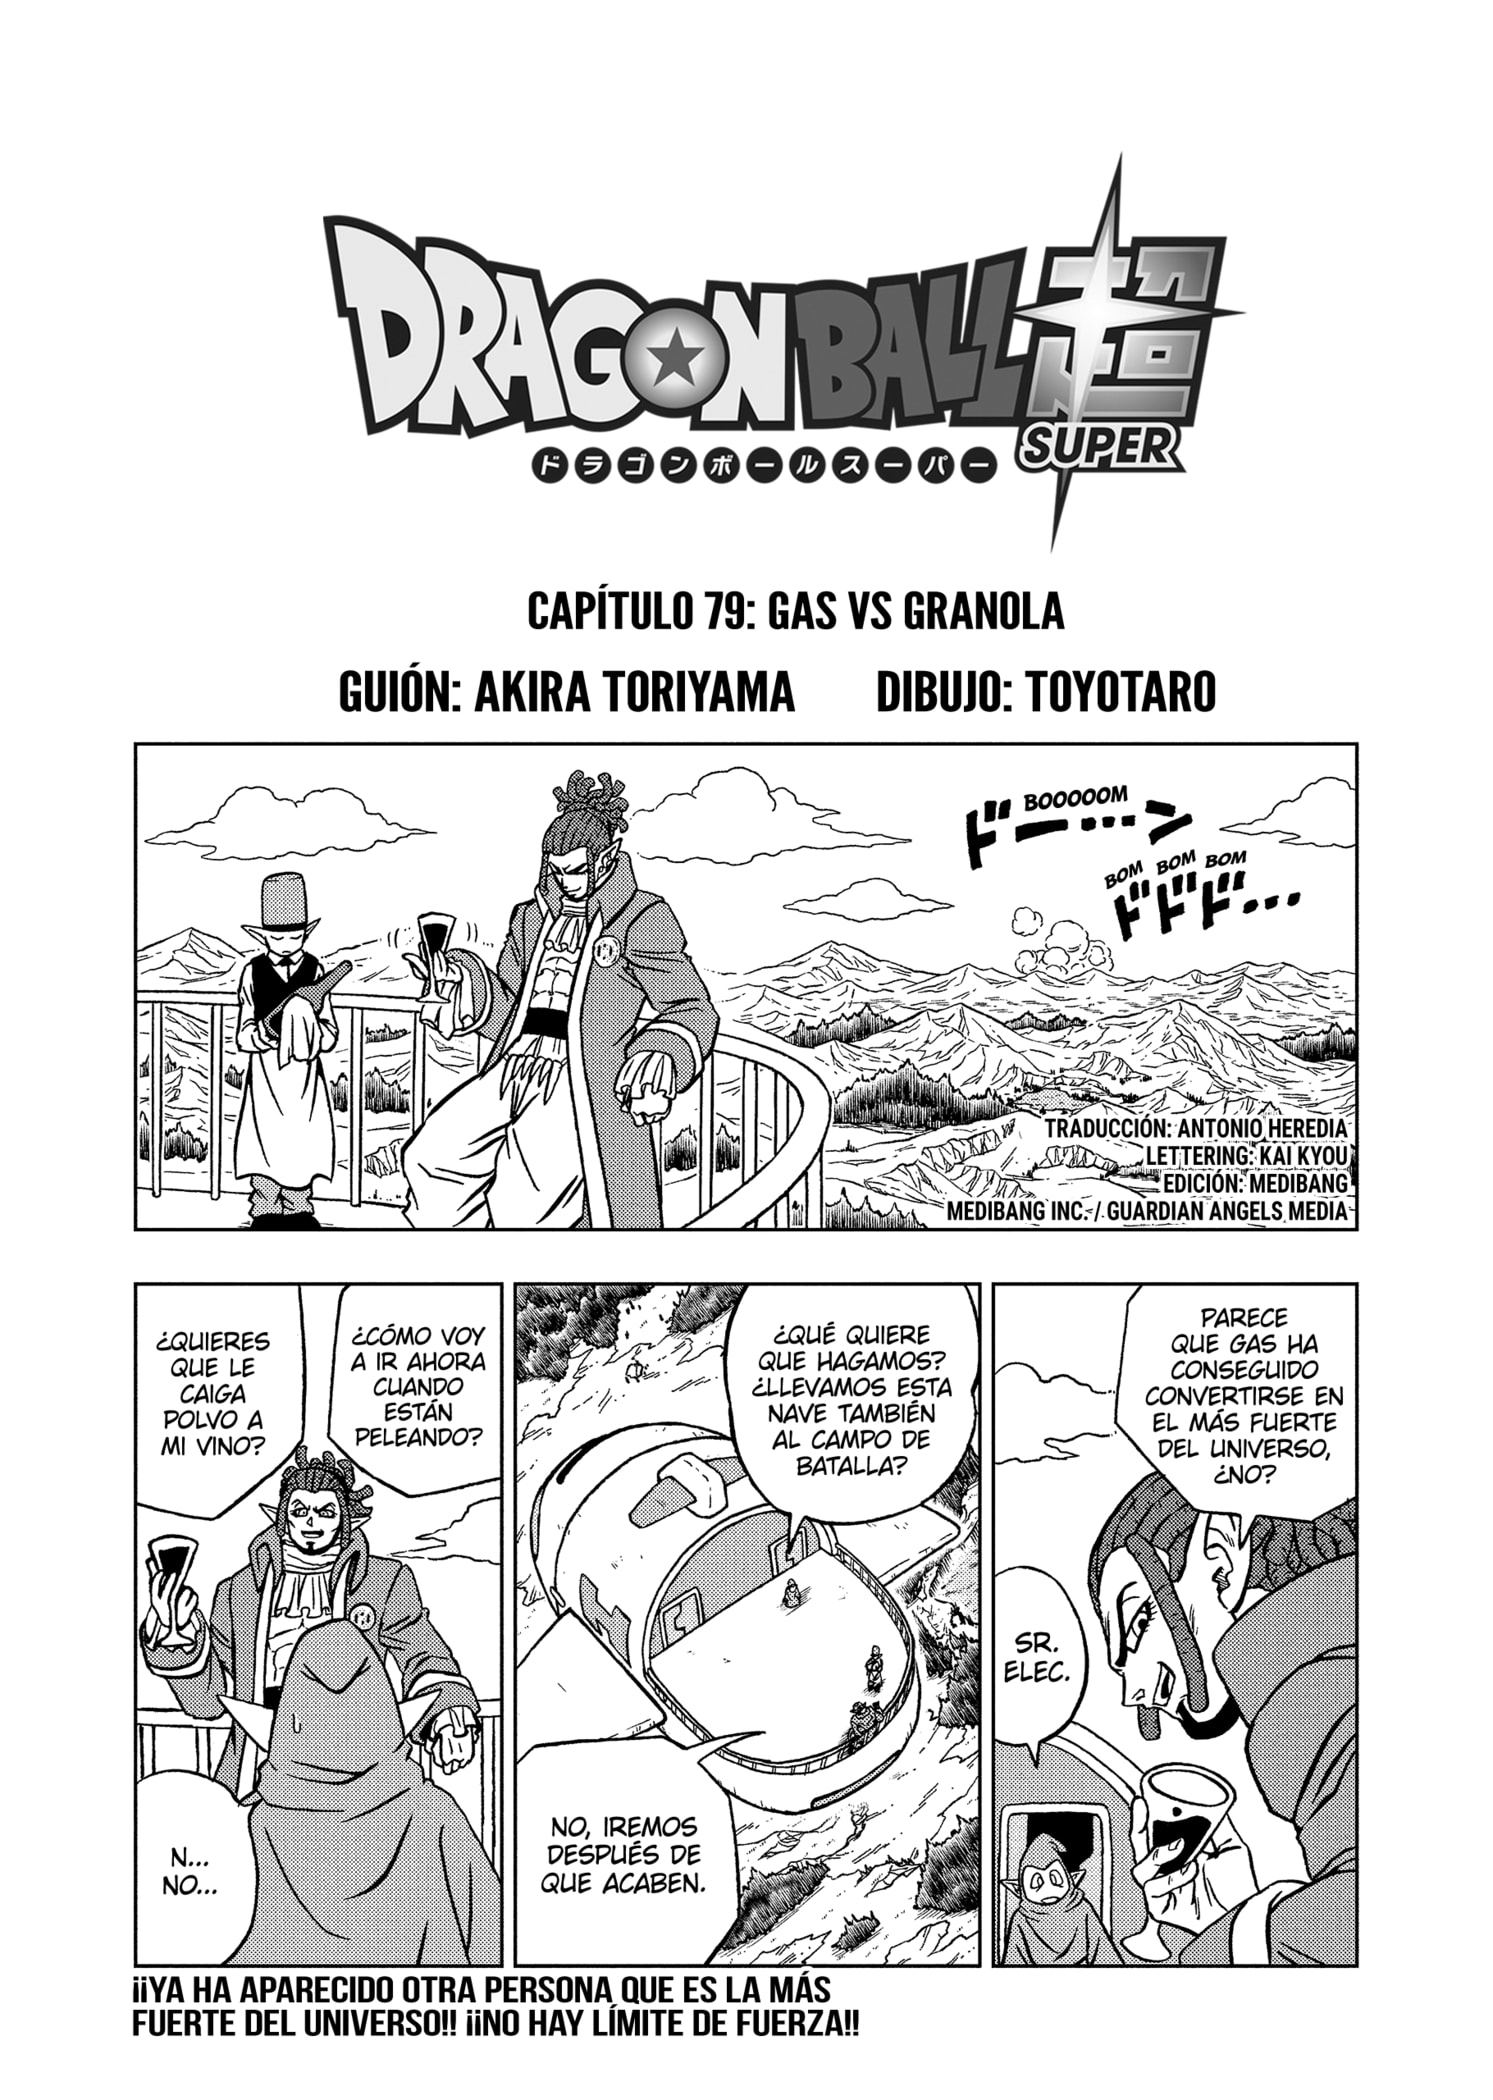 DRAGON BALL 超
SUPER
ドラゴンボールスーパー
CAPÍTULO 79: GAS VS GRANOLA
GUIÓN: AKIRA TORIYAMA DIBUJO: TOYOTARO
BOOOOOM
ドー…ン
BOM BOM BOM
ドドド…
TRADUCCIÓN: ANTONIO HEREDIA
LETTERING: KAI KYOU
EDICIÓN: MEDIBANG
MEDIBANG INC. / GUARDIAN ANGELS MEDIA
PARECE
QUE GAS HA
CONSEGUIDO
CONVERTIRSE EN
EL MÁS FUERTE
DEL UNIVERSO,
¿NO?
SR.
ELEC.
¿QUÉ QUIERE
QUE HAGAMOS?
¿LLEVAMOS ESTA
NAVE TAMBIÉN
AL CAMPO DE
BATALLA?
NO, IREMOS
DESPUÉS DE
QUE ACABEN.
¿CÓMO VOY
A IR AHORA
CUANDO
ESTÁN
PELEANDO?
¿QUIERES
QUE LE
CAIGA
POLVO A
MI VINO?
N...
NO...
¡¡YA HA APARECIDO OTRA PERSONA QUE ES LA MÁS
FUERTE DEL UNIVERSO!! ¡¡NO HAY LÍMITE DE FUERZA!!